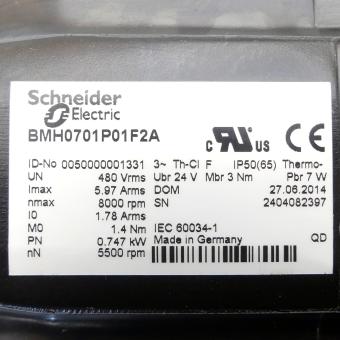 Schneider
Electric
BMH0701P01F2A
c RU US CE
ID-No 0050000001331 3~ Th-Cl F IP50(65) Thermo-
UN 480 Vrms Ubr 24 V Mbr 3 Nm Pbr 7 W
Imax 5.97 Arms DOM 27.06.2014
nmax 8000 rpm SN 2404082397
I0 1.78 Arms
M0 1.4 Nm IEC 60034-1
PN 0.747 kW Made in Germany QD
nN 5500 rpm